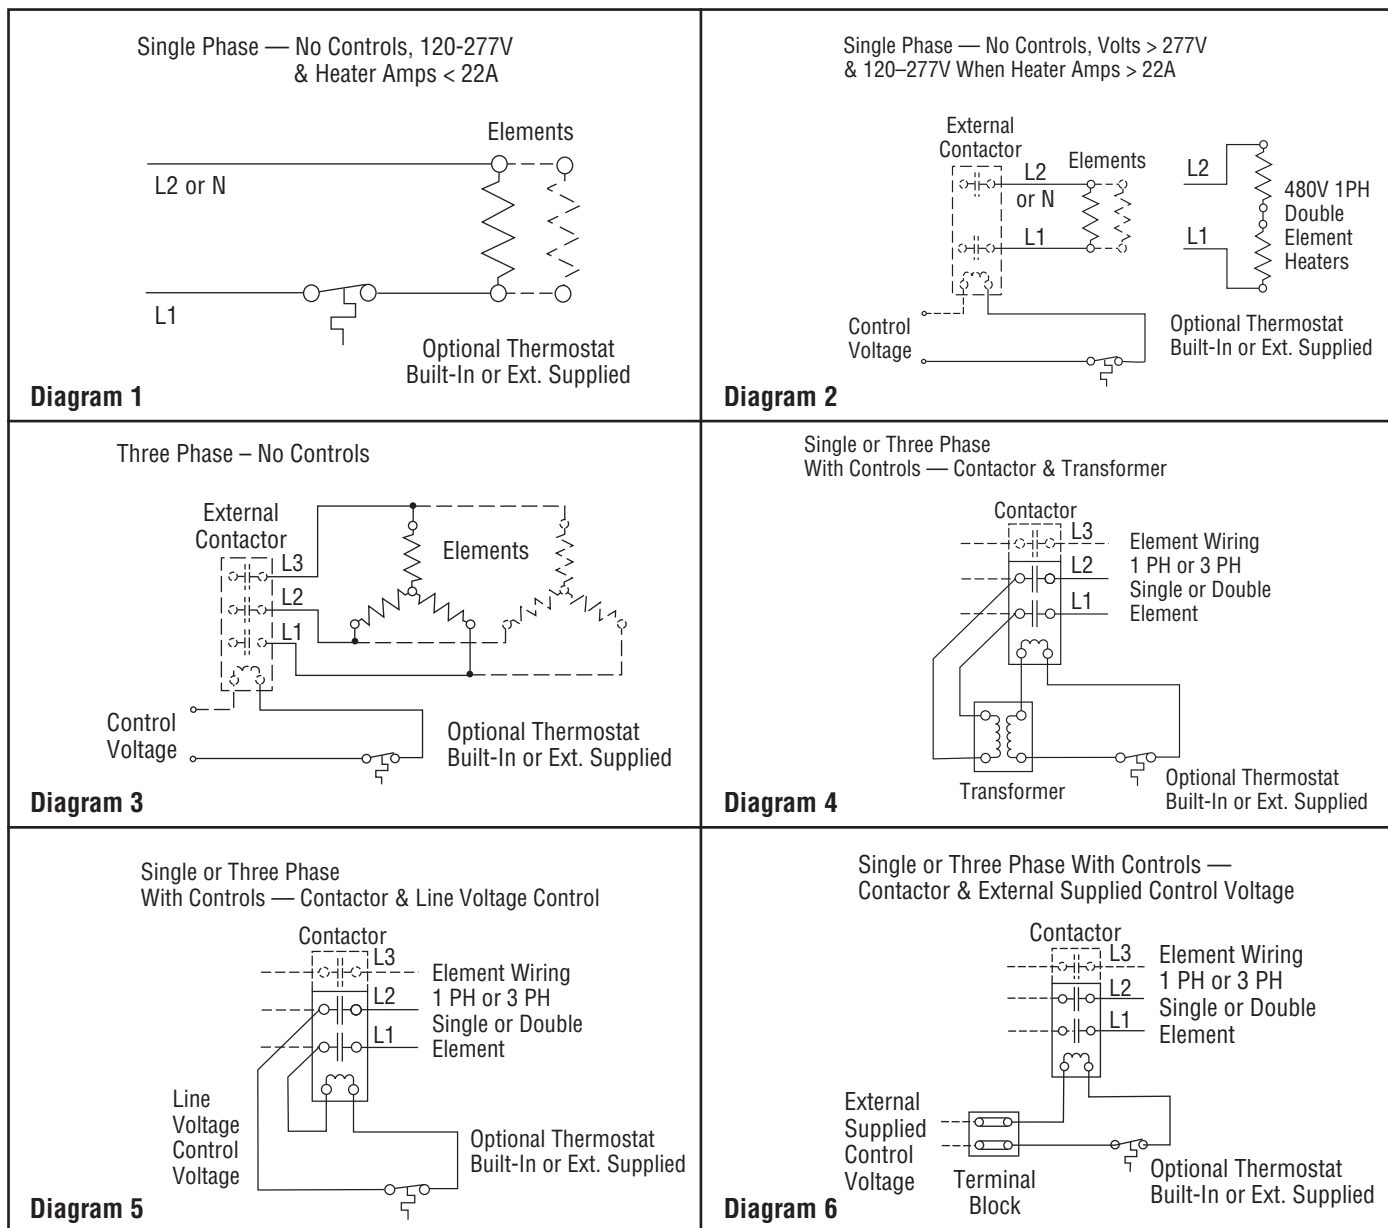 Single Phase — No Controls, 120-277V
& Heater Amps < 22A
Elements
L2 or N
L1
Optional Thermostat
Built-In or Ext. Supplied
Diagram 1
Single Phase — No Controls, Volts > 277V
& 120–277V When Heater Amps > 22A
External
Contactor
Elements
L2
or N
L1
L2
L1
480V 1PH
Double
Element
Heaters
Control
Voltage
Optional Thermostat
Built-In or Ext. Supplied
Diagram 2
Three Phase – No Controls
External
Contactor
L3
L2
L1
Elements
Control
Voltage
Optional Thermostat
Built-In or Ext. Supplied
Diagram 3
Single or Three Phase
With Controls — Contactor & Transformer
Contactor
L3
L2
L1
Element Wiring
1 PH or 3 PH
Single or Double
Element
Transformer
Optional Thermostat
Built-In or Ext. Supplied
Diagram 4
Single or Three Phase
With Controls — Contactor & Line Voltage Control
Contactor
L3
L2
L1
Element Wiring
1 PH or 3 PH
Single or Double
Element
Line
Voltage
Control
Voltage
Optional Thermostat
Built-In or Ext. Supplied
Diagram 5
Single or Three Phase With Controls —
Contactor & External Supplied Control Voltage
Contactor
L3
L2
L1
Element Wiring
1 PH or 3 PH
Single or Double
Element
External
Supplied
Control
Voltage
Terminal
Block
Optional Thermostat
Built-In or Ext. Supplied
Diagram 6